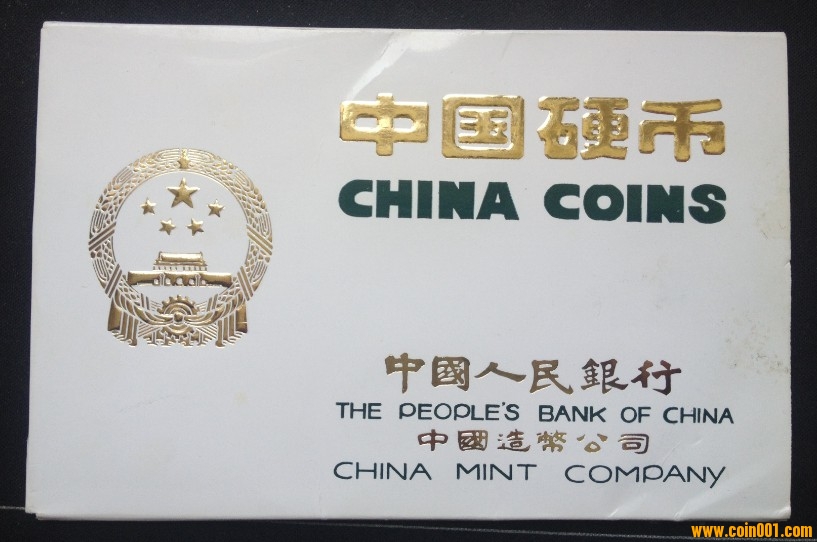 中国硬币
CHINA COINS
中國人民銀行
THE PEOPLE'S BANK OF CHINA
中國造幣公司
CHINA MINT COMPANY
www.coin001.com